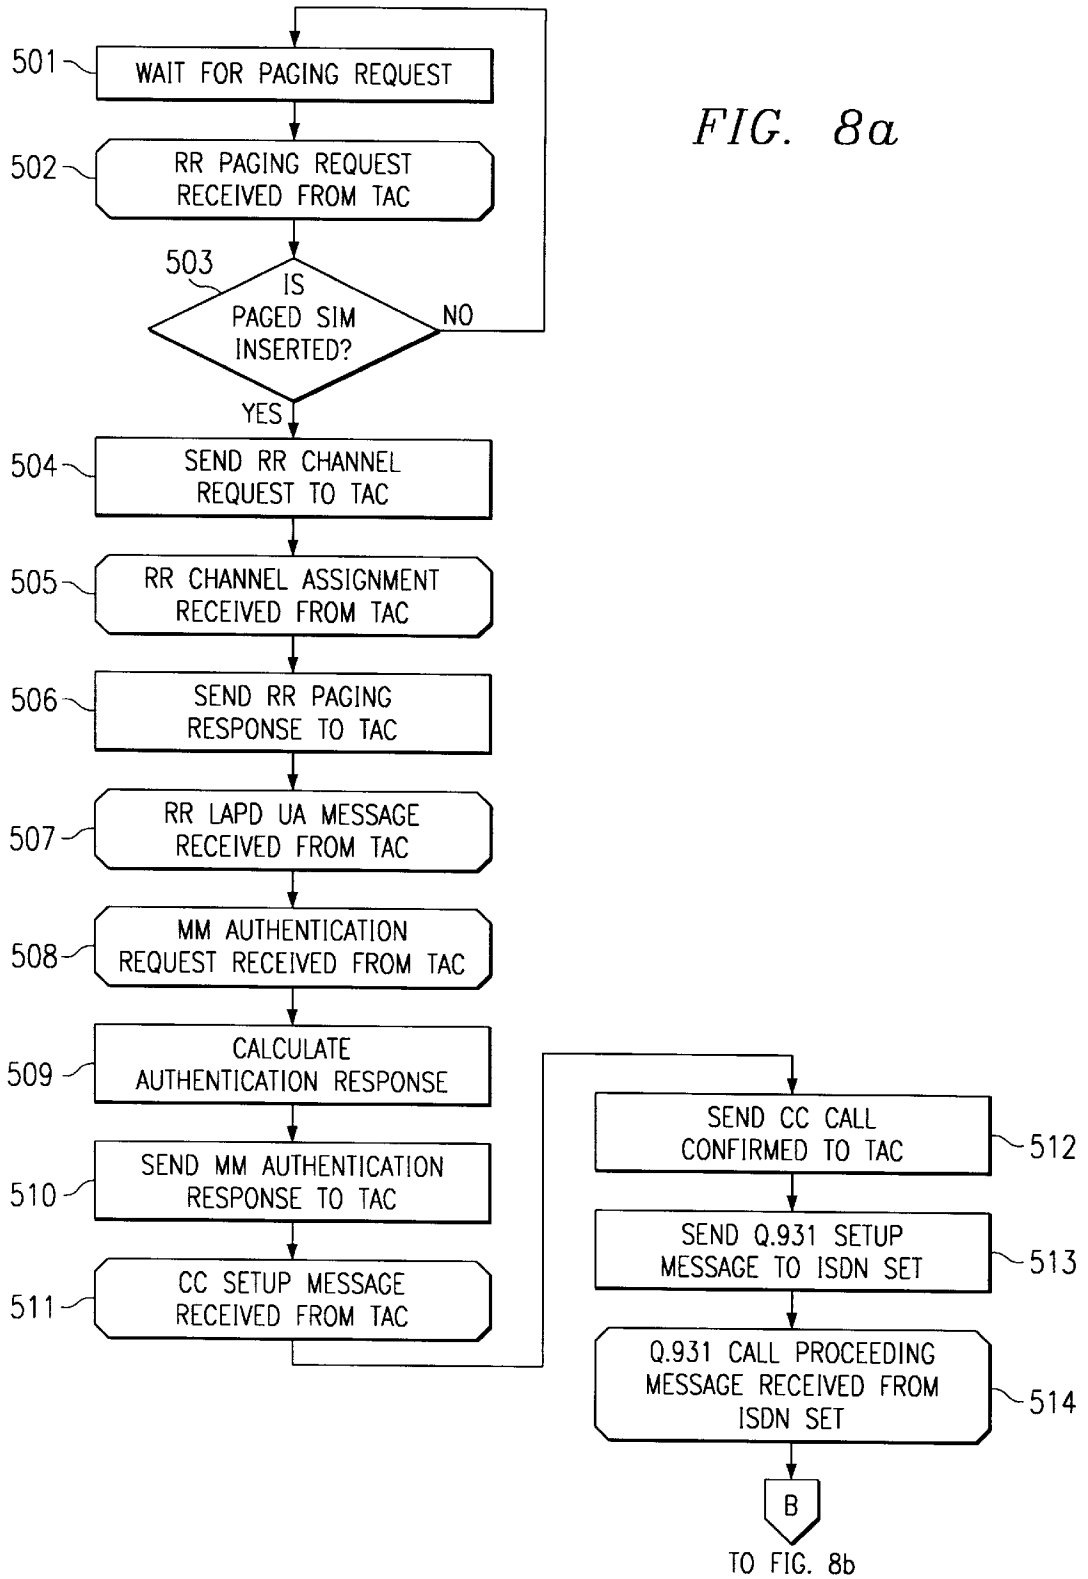 FIG. 8a
501
WAIT FOR PAGING REQUEST
502
RR PAGING REQUEST
RECEIVED FROM TAC
503
IS
PAGED SIM
INSERTED?
NO
YES
504
SEND RR CHANNEL
REQUEST TO TAC
505
RR CHANNEL ASSIGNMENT
RECEIVED FROM TAC
506
SEND RR PAGING
RESPONSE TO TAC
507
RR LAPD UA MESSAGE
RECEIVED FROM TAC
508
MM AUTHENTICATION
REQUEST RECEIVED FROM TAC
509
CALCULATE
AUTHENTICATION RESPONSE
510
SEND MM AUTHENTICATION
RESPONSE TO TAC
511
CC SETUP MESSAGE
RECEIVED FROM TAC
SEND CC CALL
CONFIRMED TO TAC
512
SEND Q.931 SETUP
MESSAGE TO ISDN SET
513
Q.931 CALL PROCEEDING
MESSAGE RECEIVED FROM
ISDN SET
514
B
TO FIG. 8b